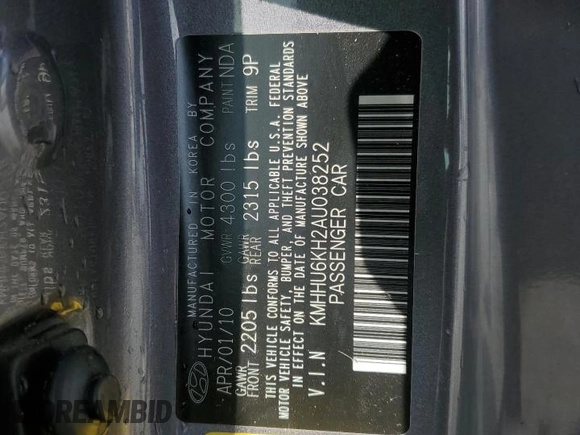 MANUFACTURED IN KOREA BY
HYUNDAI MOTOR COMPANY
APR/01/10 GVWR 4300 lbs PAINT NDA
GAWR FRONT 2205 lbs GAWR REAR 2315 lbs TRIM 9P
THIS VEHICLE CONFORMS TO ALL APPLICABLE U.S.A. FEDERAL
MOTOR VEHICLE SAFETY, BUMPER, AND THEFT PREVENTION STANDARDS
IN EFFECT ON THE DATE OF MANUFACTURE SHOWN ABOVE
V.I.N KMHHU6KH2AU038252
PASSENGER CAR
DREAMBID